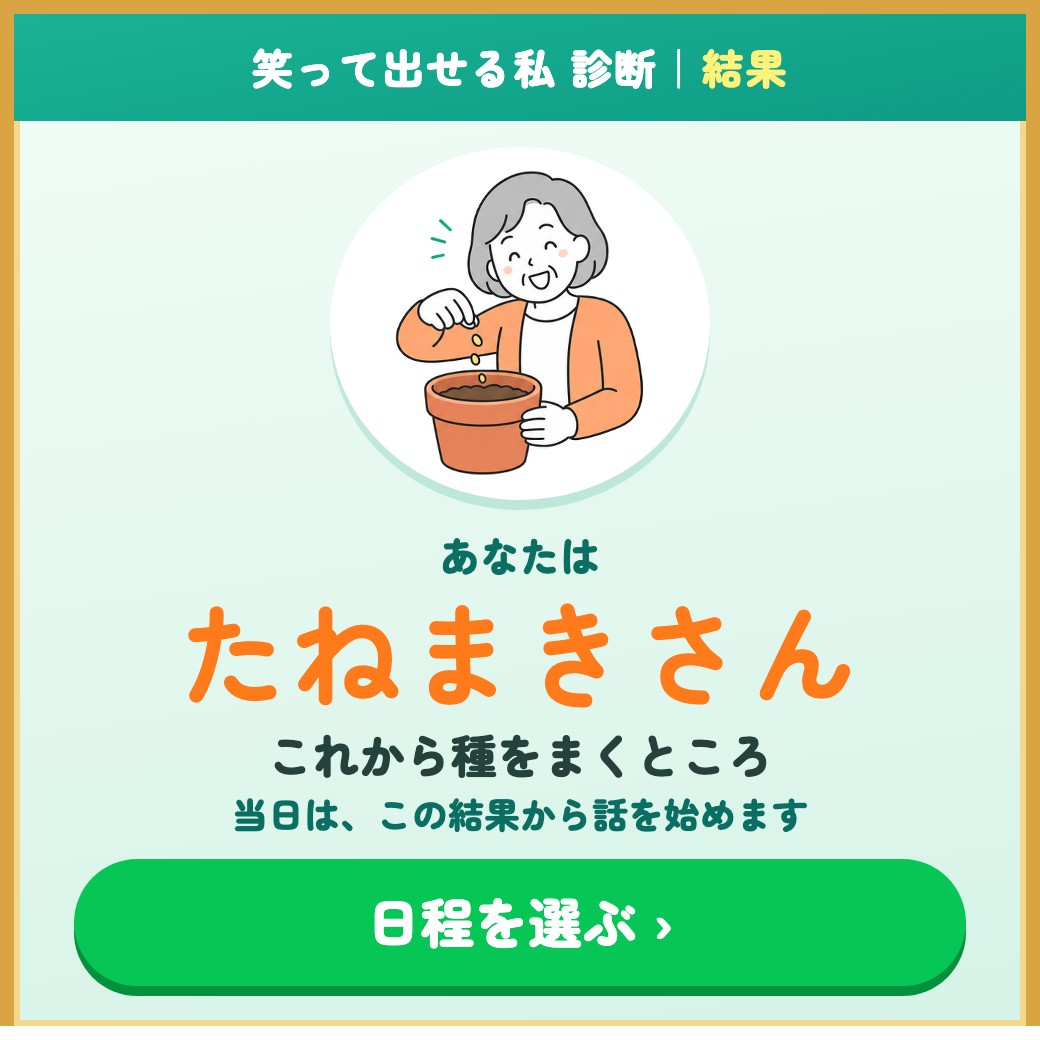 笑って出せる私 診断｜結果
あなたは
たねまきさん
これから種をまくところ
当日は、この結果から話を始めます
日程を選ぶ ›